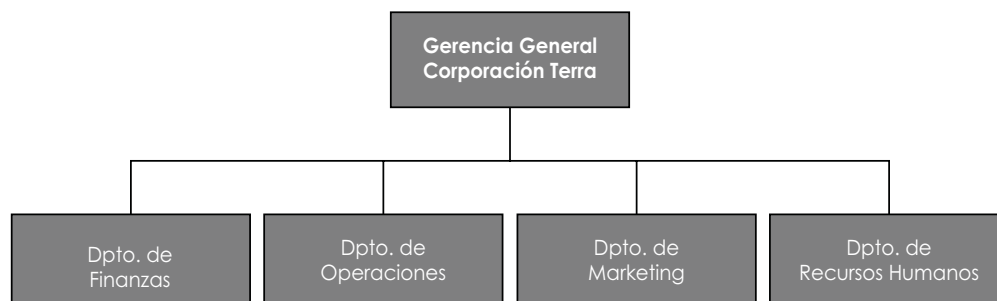 Gerencia General
Corporación Terra
Dpto. de
Finanzas
Dpto. de
Operaciones
Dpto. de
Marketing
Dpto. de
Recursos Humanos